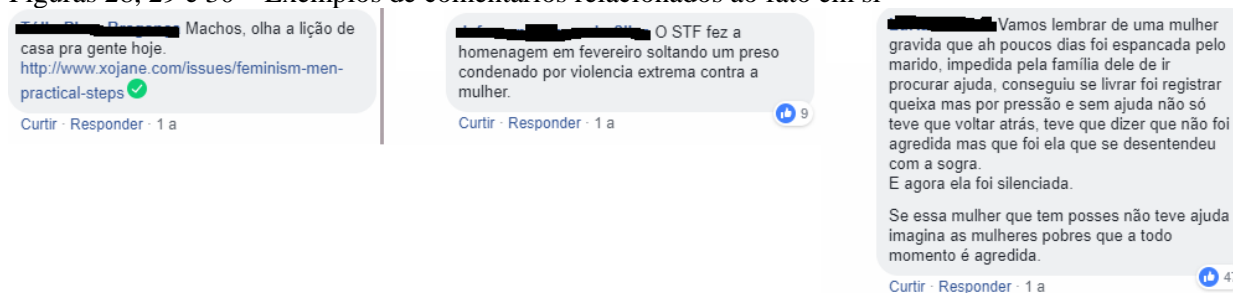 Figuras 28, 29 e 30 – Exemplos de comentários relacionados ao fato em si
Machos, olha a lição de
casa pra gente hoje.
http://www.xojane.com/issues/feminism-men-
practical-steps
Curtir · Responder · 1 a
O STF fez a
homenagem em fevereiro soltando um preso
condenado por violencia extrema contra a
mulher.
9
Curtir · Responder · 1 a
Vamos lembrar de uma mulher
gravida que ah poucos dias foi espancada pelo
marido, impedida pela família dele de ir
procurar ajuda, conseguiu se livrar foi registrar
queixa mas por pressão e sem ajuda não só
teve que voltar atrás, teve que dizer que não foi
agredida mas que foi ela que se desentendeu
com a sogra.
E agora ela foi silenciada.
Se essa mulher que tem posses não teve ajuda
imagina as mulheres pobres que a todo
momento é agredida.
Curtir · Responder · 1 a